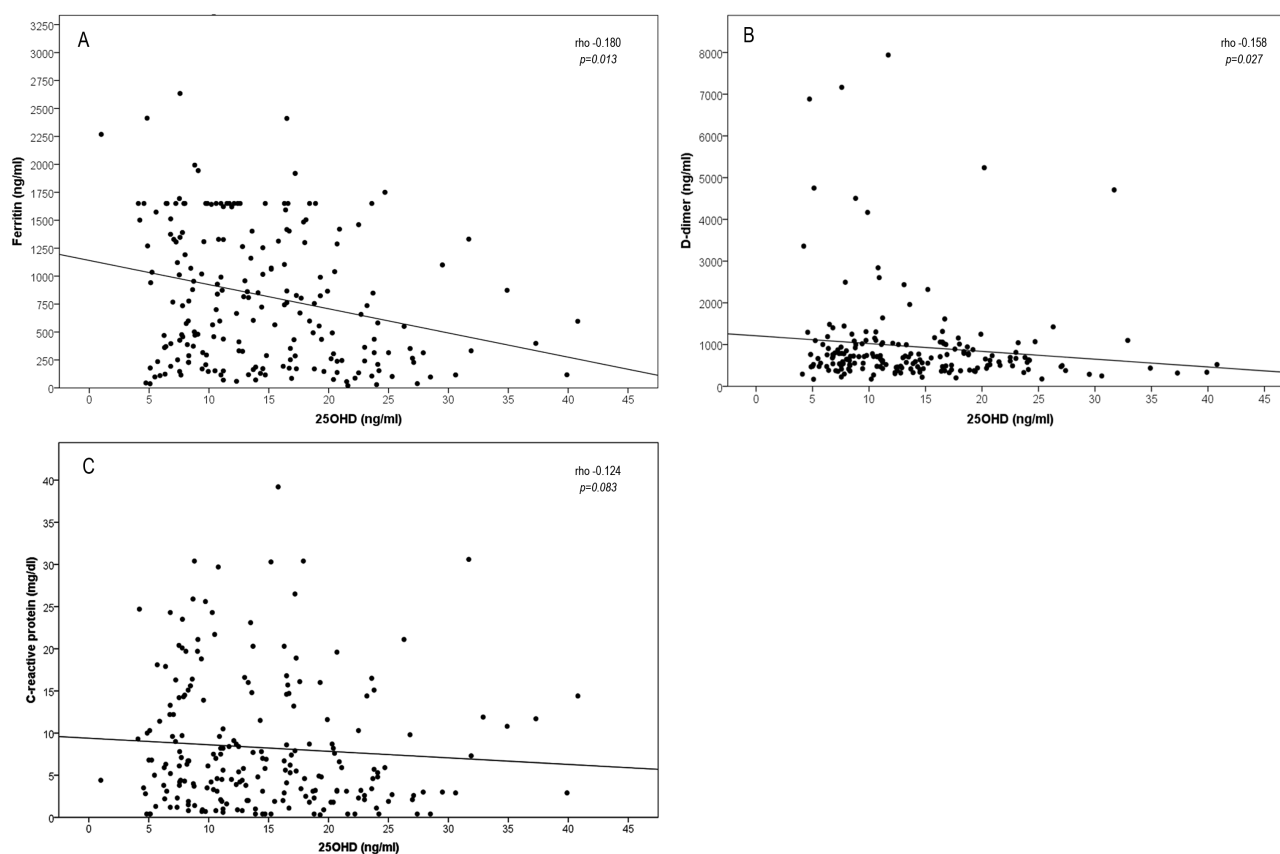 A
rho -0.180
p=0.013
3250
3000
2750
2500
2250
2000
1750
1500
1250
1000
750
500
250
0
Ferritin (ng/ml)
0 5 10 15 20 25 30 35 40 45
25OHD (ng/ml)
B
rho -0.158
p=0.027
8000
7000
6000
5000
4000
3000
2000
1000
0
D-dimer (ng/ml)
0 5 10 15 20 25 30 35 40 45
25OHD (ng/ml)
C
rho -0.124
p=0.083
40
35
30
25
20
15
10
5
0
C-reactive protein (mg/dl)
0 5 10 15 20 25 30 35 40 45
25OHD (ng/ml)